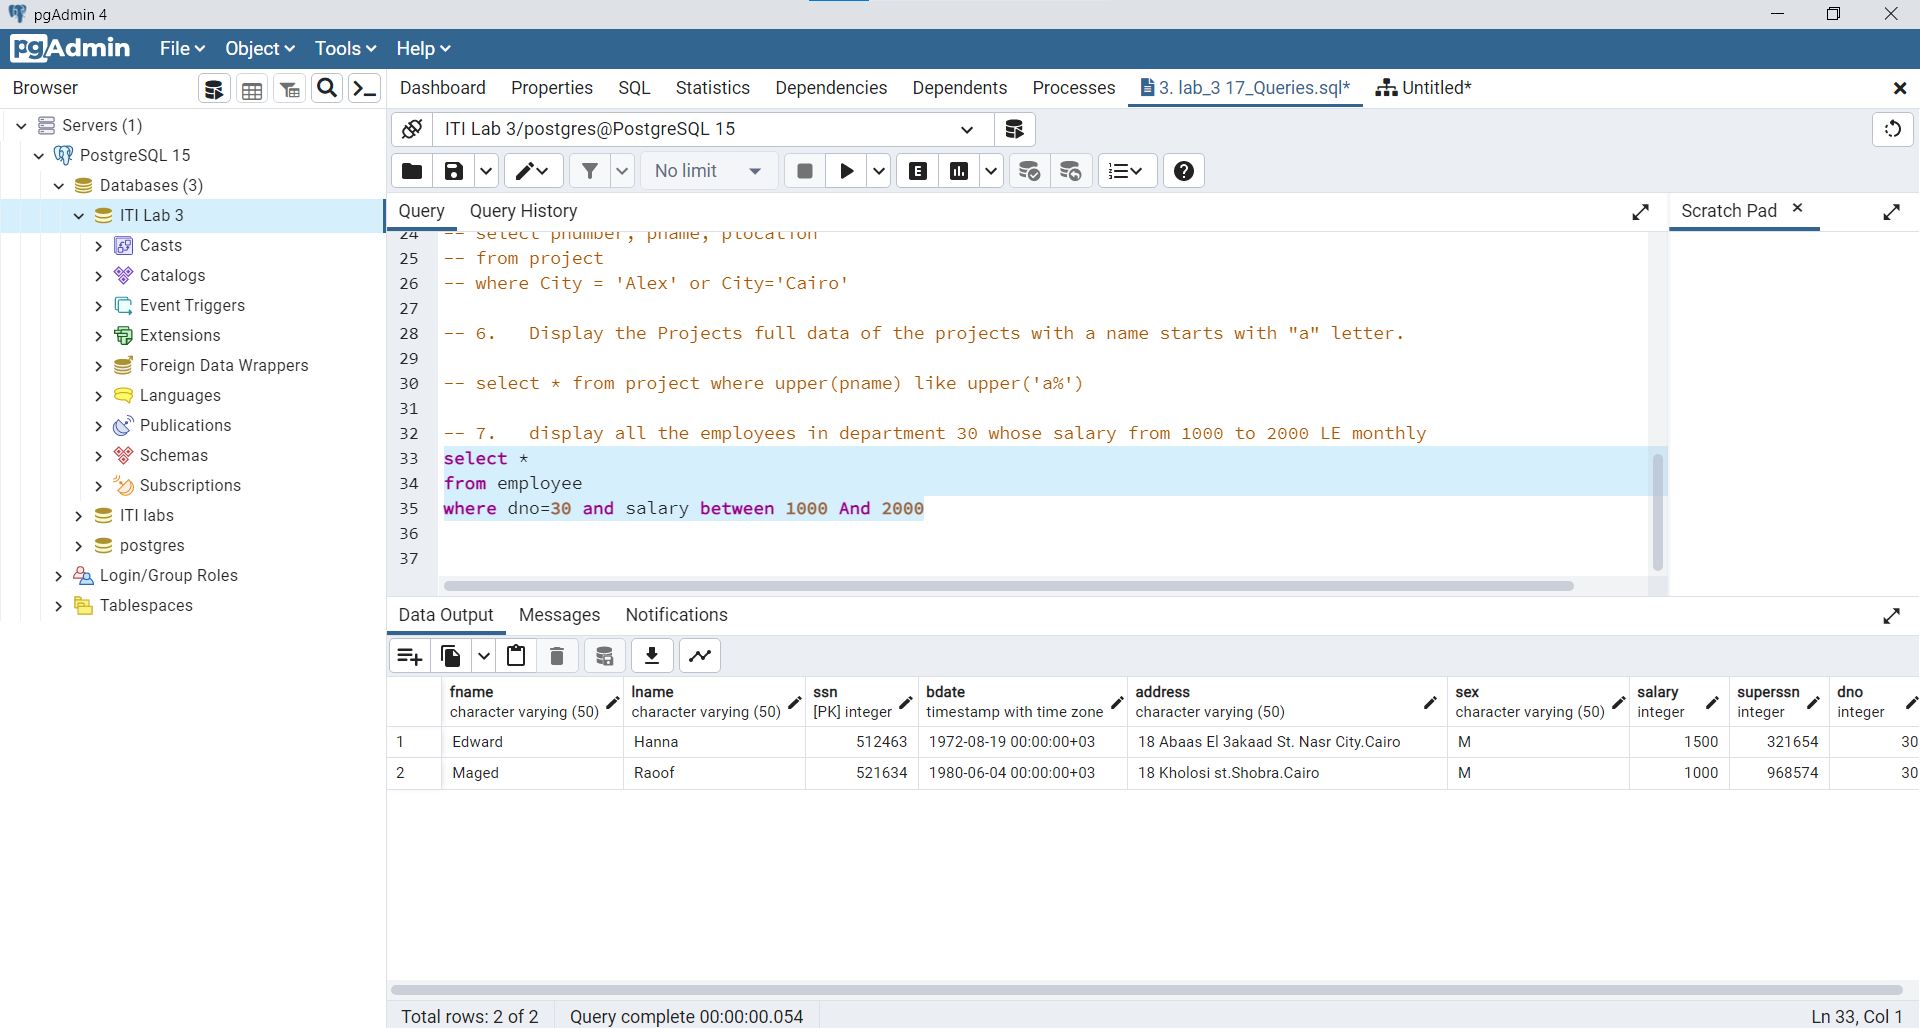 pgAdmin 4
pgAdmin File Object Tools Help
Browser
Dashboard Properties SQL Statistics Dependencies Dependents Processes 3. lab_3 17_Queries.sql* Untitled*
Servers (1)
PostgreSQL 15
Databases (3)
ITI Lab 3
Casts
Catalogs
Event Triggers
Extensions
Foreign Data Wrappers
Languages
Publications
Schemas
Subscriptions
ITI labs
postgres
Login/Group Roles
Tablespaces
ITI Lab 3/postgres@PostgreSQL 15
No limit
E
Query Query History
Scratch Pad
24 -- select pnumber, pname, plocation
25 -- from project
26 -- where City = 'Alex' or City='Cairo'
27
28 -- 6. Display the Projects full data of the projects with a name starts with "a" letter.
29
30 -- select * from project where upper(pname) like upper('a%')
31
32 -- 7. display all the employees in department 30 whose salary from 1000 to 2000 LE monthly
33 select *
34 from employee
35 where dno=30 and salary between 1000 And 2000
36
37
Data Output Messages Notifications
fname lname ssn bdate address sex salary superssn dno
character varying (50) character varying (50) [PK] integer timestamp with time zone character varying (50) character varying (50) integer integer integer
1 Edward Hanna 512463 1972-08-19 00:00:00+03 18 Abaas El 3akaad St. Nasr City.Cairo M 1500 321654 30
2 Maged Raoof 521634 1980-06-04 00:00:00+03 18 Kholosi st.Shobra.Cairo M 1000 968574 30
Total rows: 2 of 2 Query complete 00:00:00.054 Ln 33, Col 1